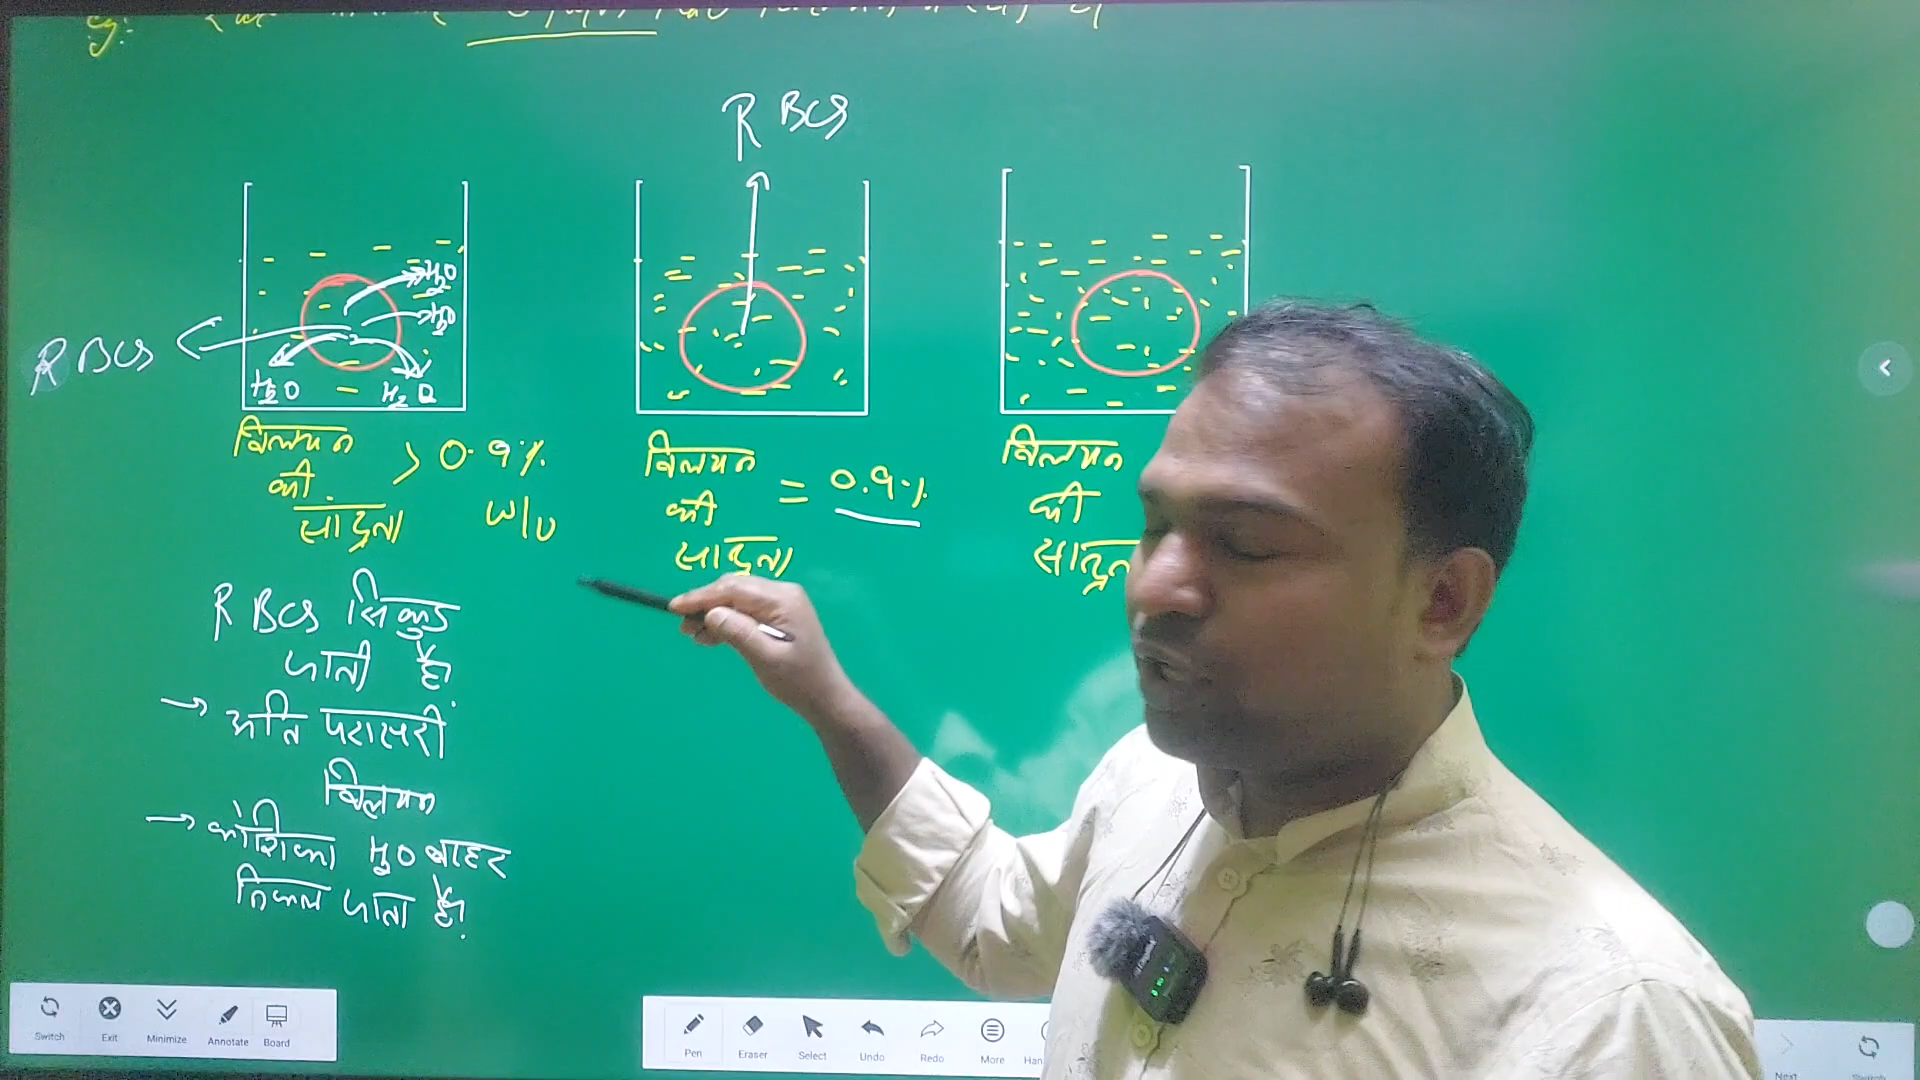 eg:
RBCs
RBCs
H2O
H2O
H2O
H2O
विलयन
की
सांद्रता
> 0.9%
w/v
विलयन
की
सांद्रता
= 0.9%
विलयन
की
RBCs सिकुड़
जाती है।
→ अति परासरी
विलयन
→ कोशिका H2O बाहर
निकल जाता है।
Switch
Exit
Minimize
Annotate
Board
Pen
Eraser
Select
Undo
Redo
More
Next